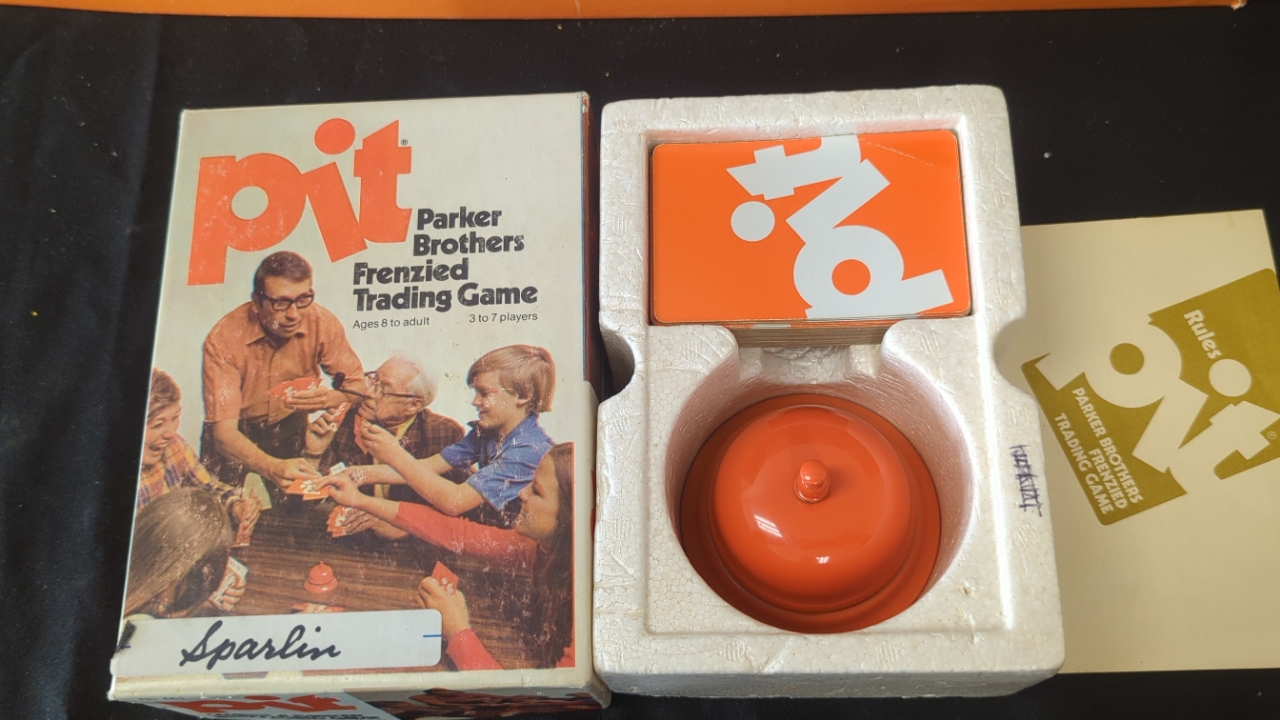 pit®
Parker
Brothers
Frenzied
Trading Game
Ages 8 to adult 3 to 7 players
Sparlin
pit
pit
Rules
pit®
PARKER BROTHERS
FRENZIED
TRADING GAME